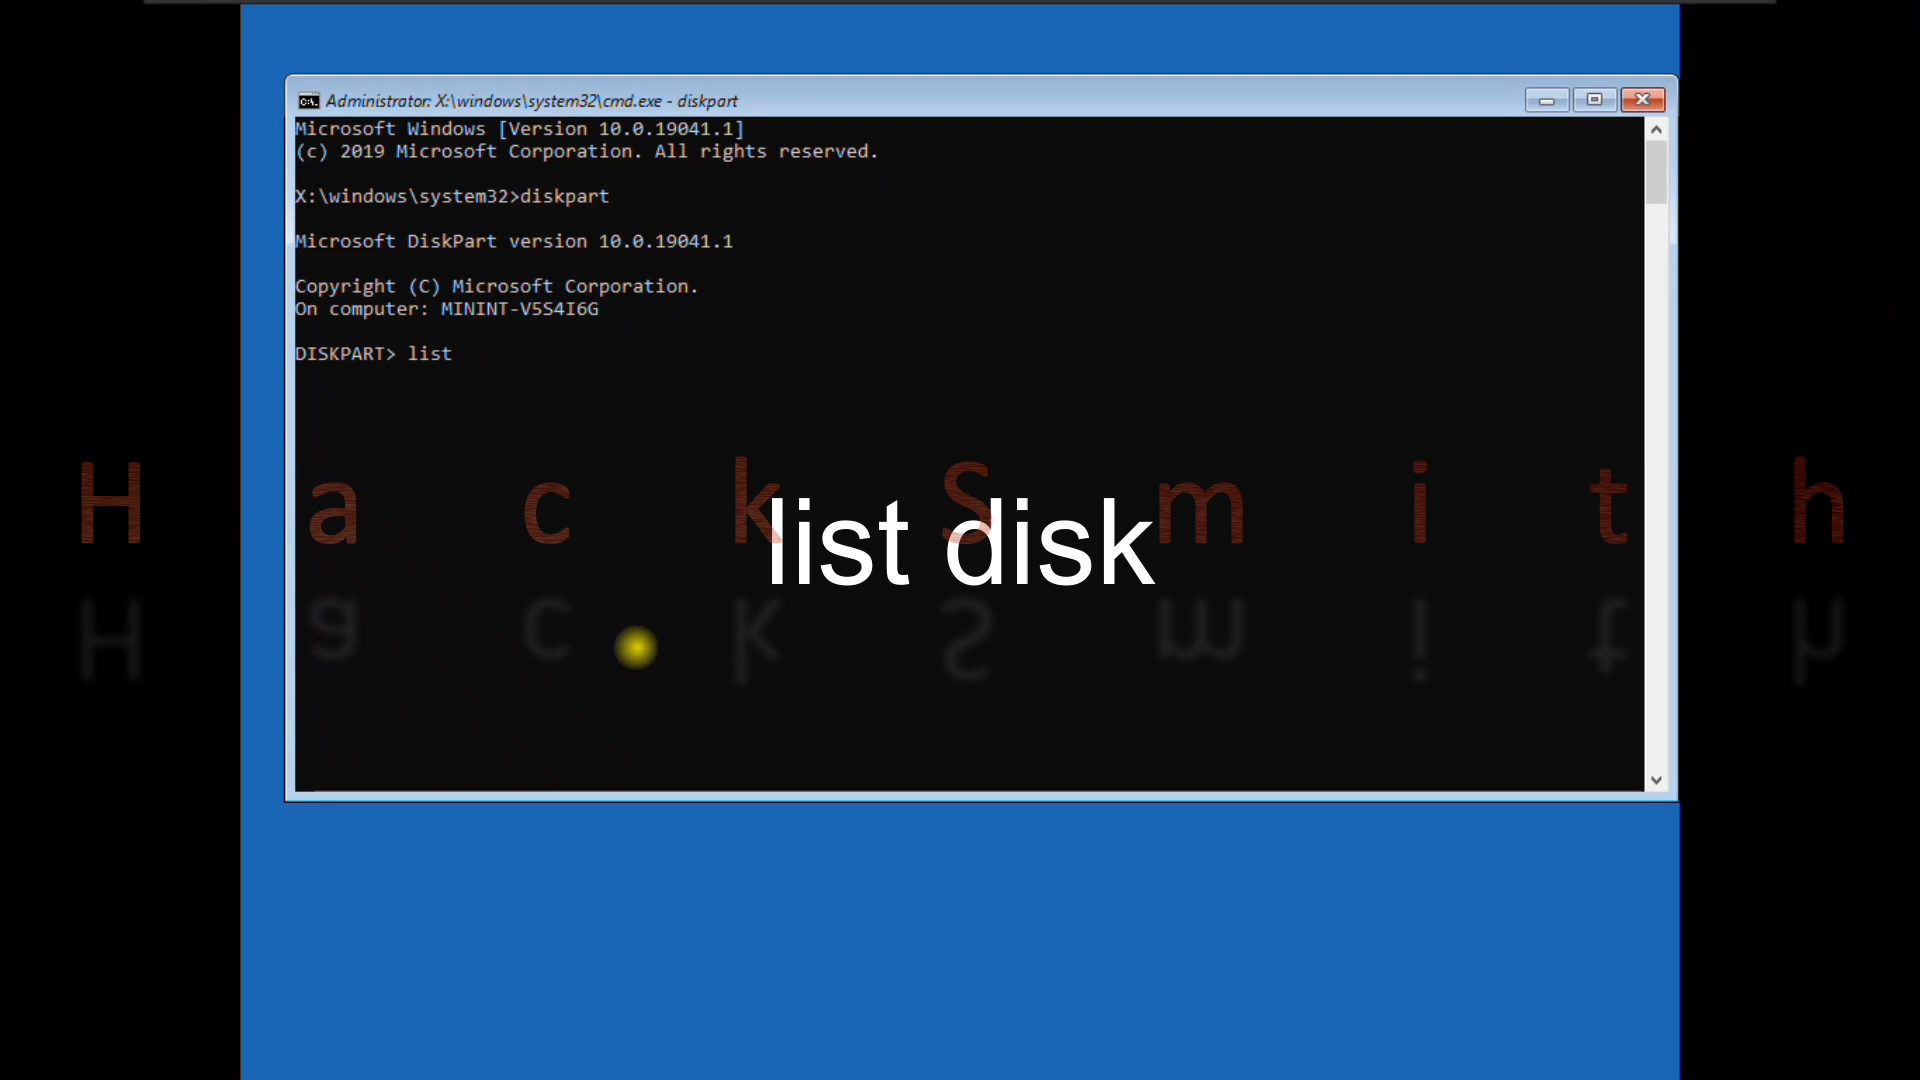 Administrator: X:\windows\system32\cmd.exe - diskpart
Microsoft Windows [Version 10.0.19041.1]
(c) 2019 Microsoft Corporation. All rights reserved.
X:\windows\system32>diskpart
Microsoft DiskPart version 10.0.19041.1
Copyright (C) Microsoft Corporation.
On computer: MININT-V5S4I6G
DISKPART> list
HackSmith
list disk